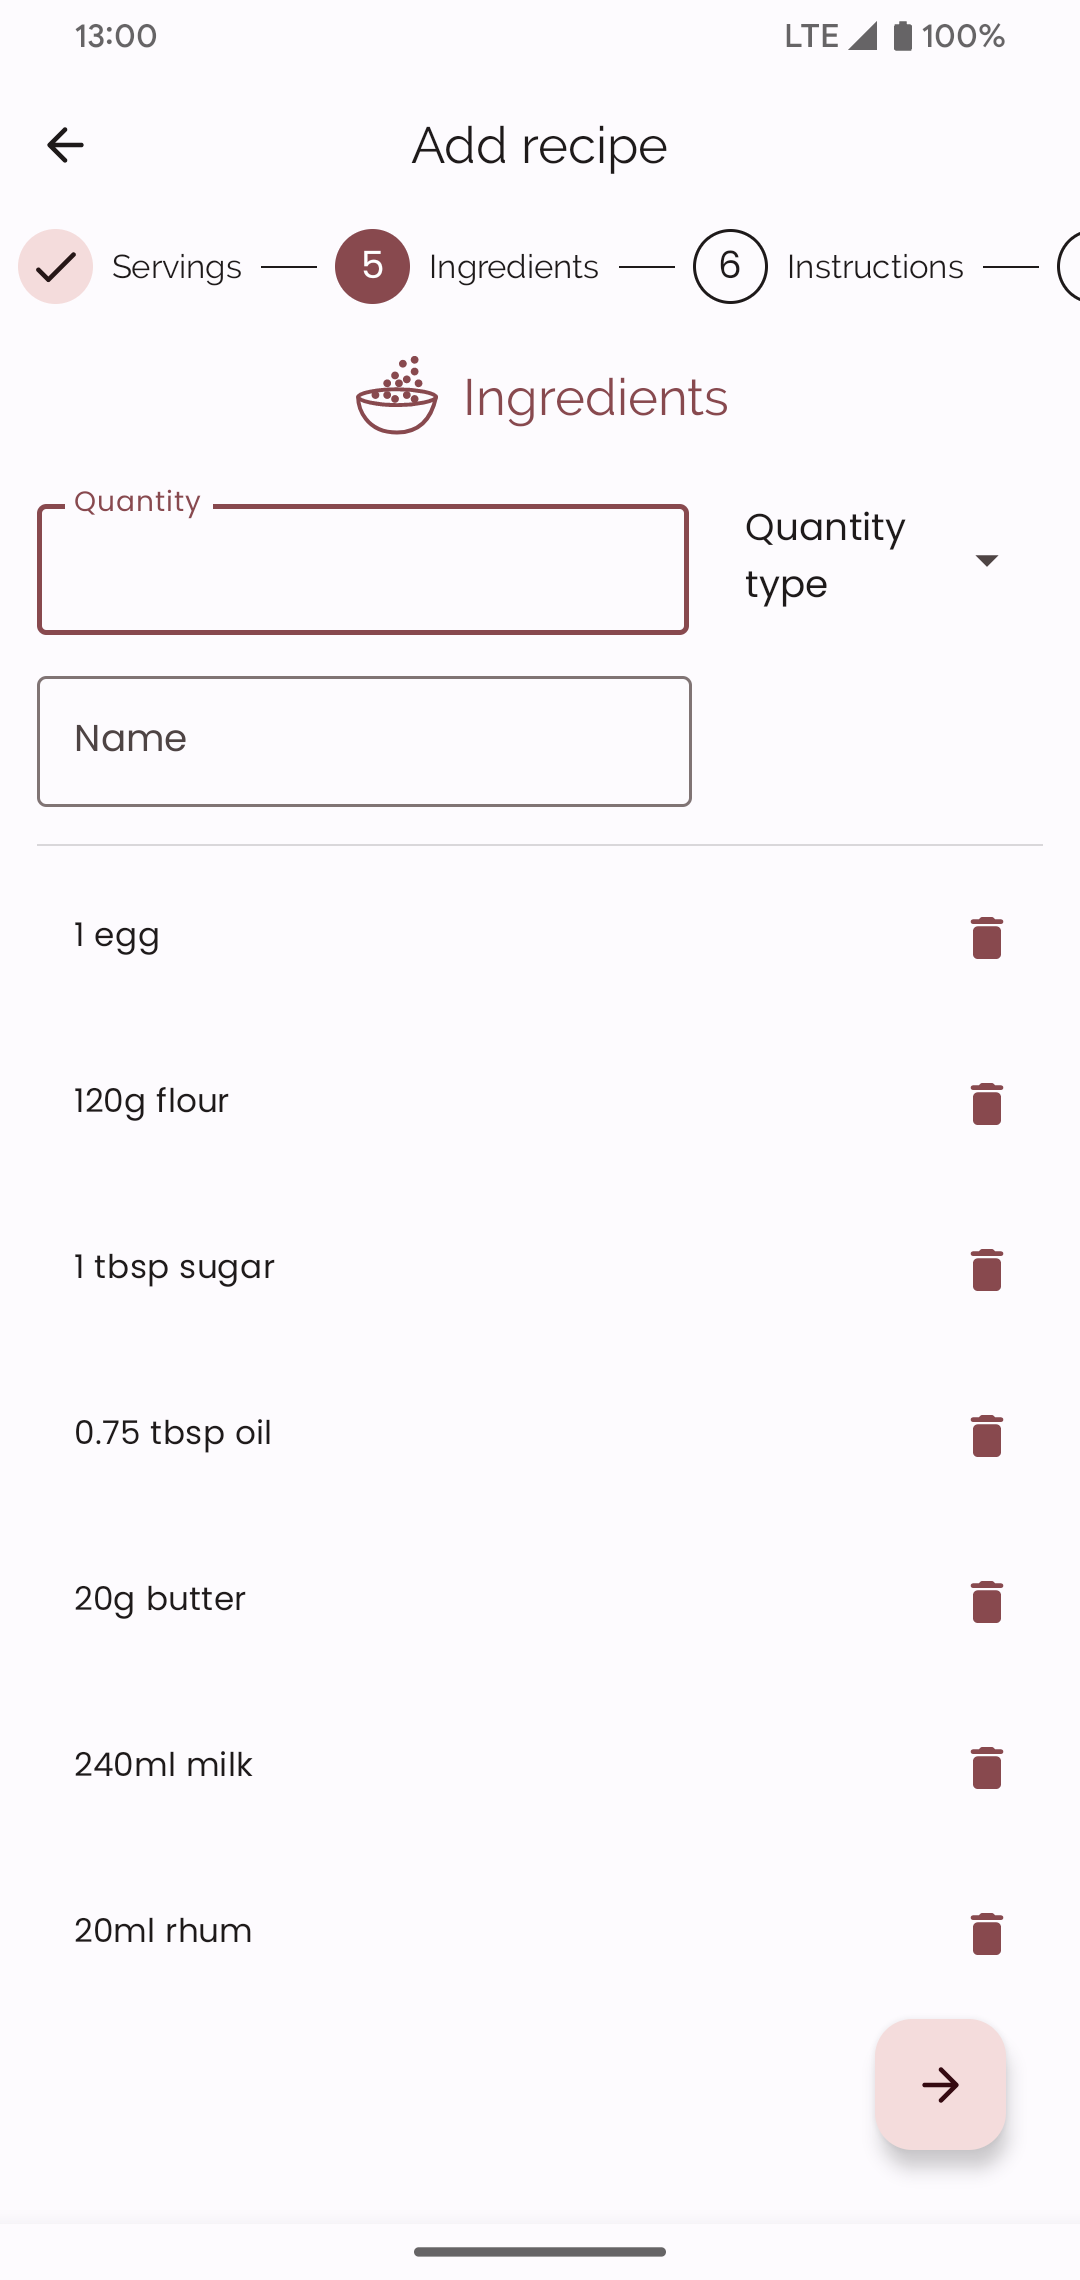 13:00 LTE 100%
Add recipe
Servings 5 Ingredients 6 Instructions
Ingredients
Quantity
Quantity
type
Name
1 egg
120g flour
1 tbsp sugar
0.75 tbsp oil
20g butter
240ml milk
20ml rhum